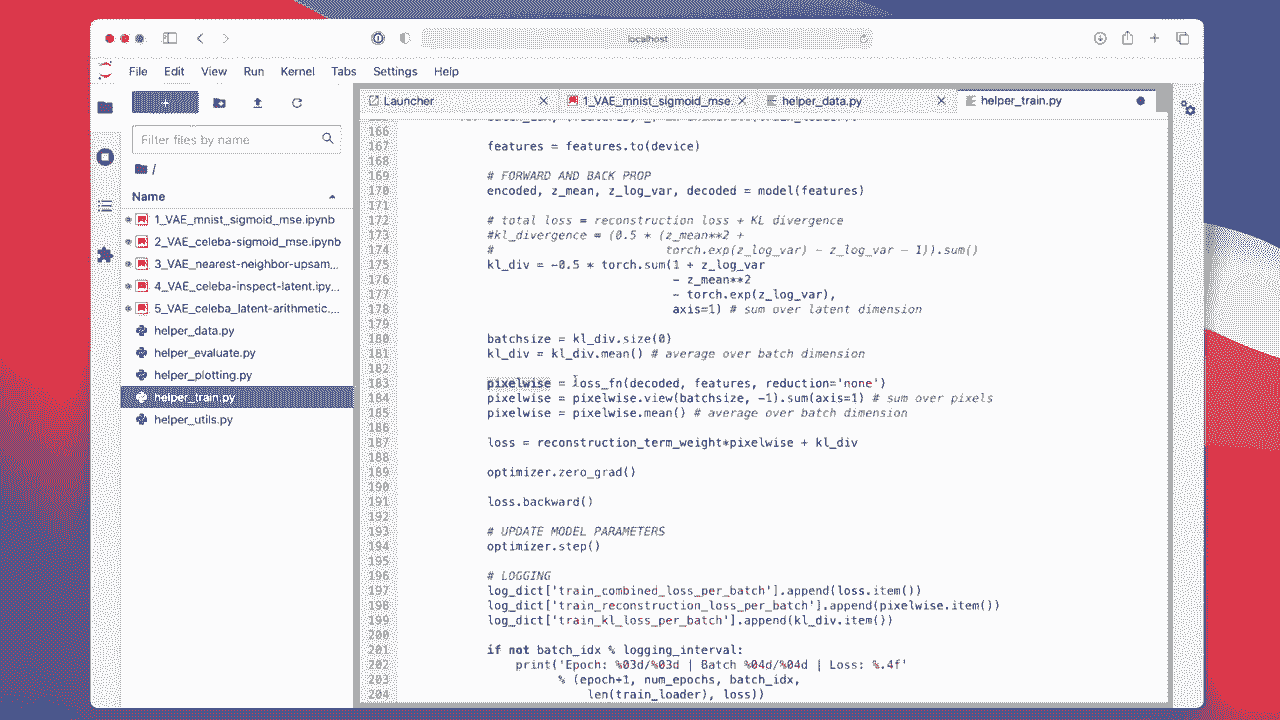 localhost
File Edit View Run Kernel Tabs Settings Help
+
Launcher
1_VAE_mnist_sigmoid_mse.
helper_data.py
helper_train.py
Filter files by name
/
Name
1_VAE_mnist_sigmoid_mse.ipynb
2_VAE_celeba-sigmoid_mse.ipynb
3_VAE_nearest-neighbor-upsam...
4_VAE_celeba-inspect-latent.ipy...
5_VAE_celeba_latent-arithmetic....
helper_data.py
helper_evaluate.py
helper_plotting.py
helper_train.py
helper_utils.py
166
167 features = features.to(device)
168
169 # FORWARD AND BACK PROP
170 encoded, z_mean, z_log_var, decoded = model(features)
171
172 # total loss = reconstruction loss + KL divergence
173 #kl_divergence = (0.5 * (z_mean**2 +
174 # torch.exp(z_log_var) - z_log_var - 1)).sum()
175 kl_div = -0.5 * torch.sum(1 + z_log_var
176 - z_mean**2
177 - torch.exp(z_log_var),
178 axis=1) # sum over latent dimension
179
180 batchsize = kl_div.size(0)
181 kl_div = kl_div.mean() # average over batch dimension
182
183 pixelwise = loss_fn(decoded, features, reduction='none')
184 pixelwise = pixelwise.view(batchsize, -1).sum(axis=1) # sum over pixels
185 pixelwise = pixelwise.mean() # average over batch dimension
186
187 loss = reconstruction_term_weight*pixelwise + kl_div
188
189 optimizer.zero_grad()
190
191 loss.backward()
192
193 # UPDATE MODEL PARAMETERS
194 optimizer.step()
195
196 # LOGGING
197 log_dict['train_combined_loss_per_batch'].append(loss.item())
198 log_dict['train_reconstruction_loss_per_batch'].append(pixelwise.item())
199 log_dict['train_kl_loss_per_batch'].append(kl_div.item())
200
201 if not batch_idx % logging_interval:
202 print('Epoch: %03d/%03d | Batch %04d/%04d | Loss: %.4f'
203 % (epoch+1, num_epochs, batch_idx,
204 len(train_loader), loss))